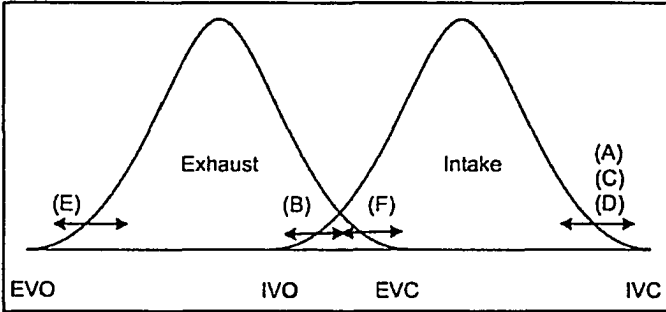 (A)
Exhaust Intake (C)
(E) (B) (F) (D)
EVO IVO EVC IVC